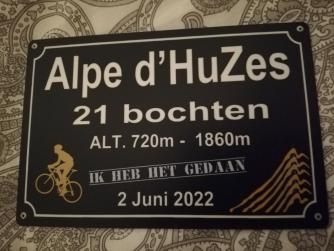 Alpe d'HuZes
21 bochten
ALT. 720m - 1860m
IK HEB HET GEDAAN
2 Juni 2022